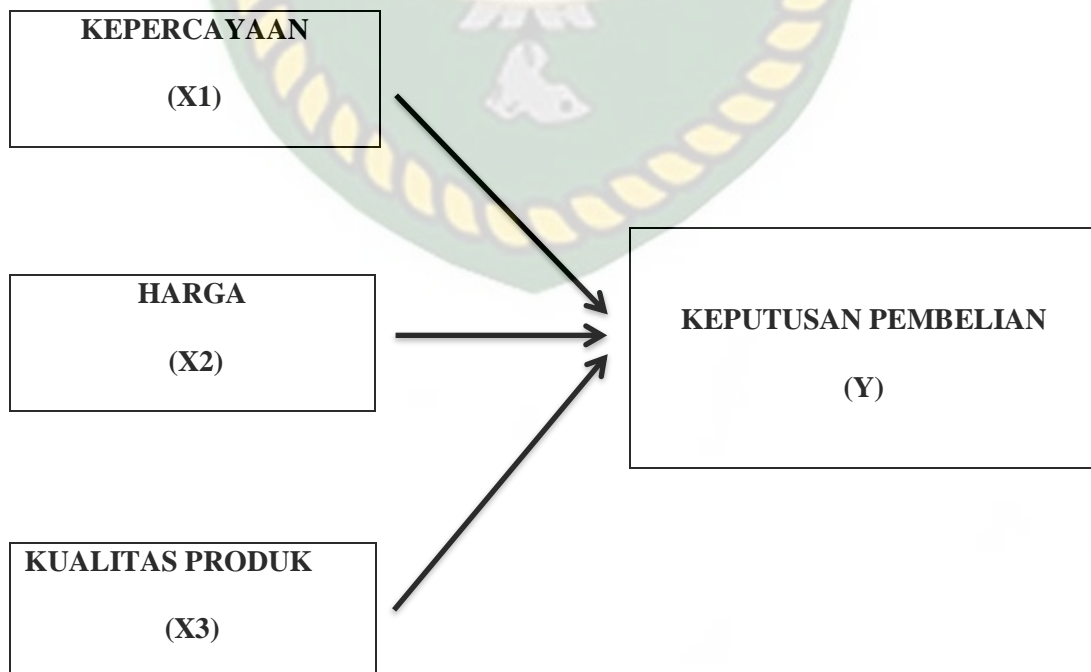 KEPERCAYAAN
(X1)
HARGA
(X2)
KEPUTUSAN PEMBELIAN
(Y)
KUALITAS PRODUK
(X3)